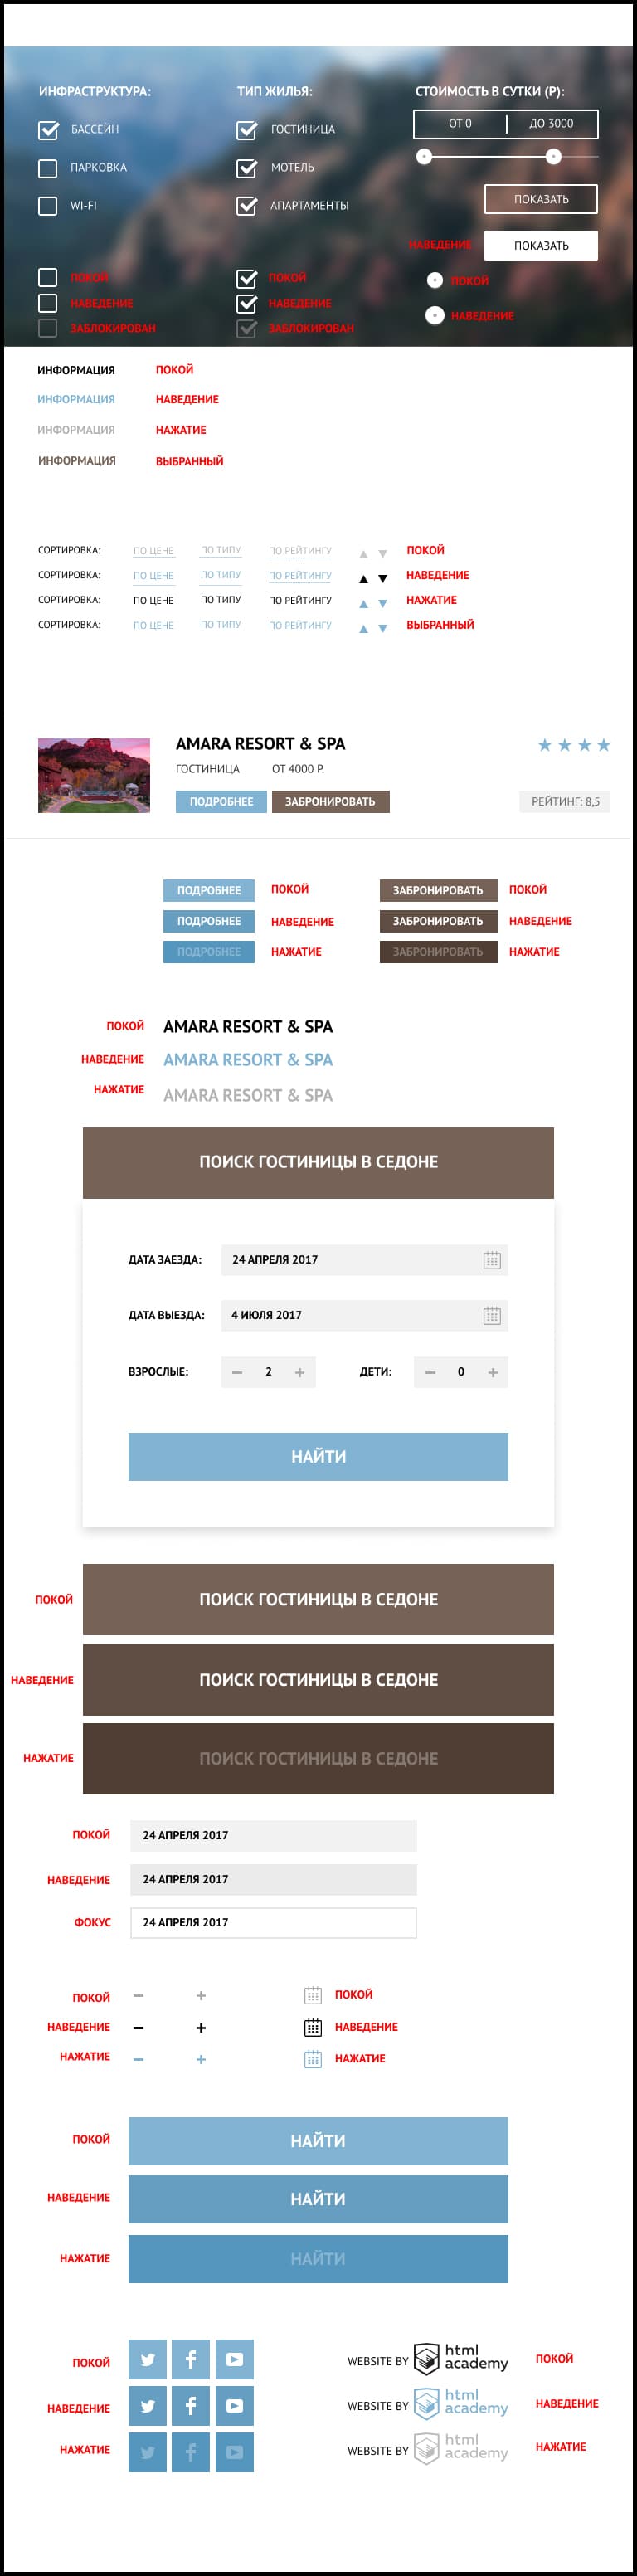 ИНФРАСТРУКТУРА: ТИП ЖИЛЬЯ: СТОИМОСТЬ В СУТКИ (Р):
БАССЕЙН ГОСТИНИЦА ОТ 0 ДО 3000
ПАРКОВКА МОТЕЛЬ
WI-FI АПАРТАМЕНТЫ ПОКАЗАТЬ
НАВЕДЕНИЕ ПОКАЗАТЬ
ПОКОЙ ПОКОЙ ПОКОЙ
НАВЕДЕНИЕ НАВЕДЕНИЕ НАВЕДЕНИЕ
ЗАБЛОКИРОВАН ЗАБЛОКИРОВАН
ИНФОРМАЦИЯ ПОКОЙ
ИНФОРМАЦИЯ НАВЕДЕНИЕ
ИНФОРМАЦИЯ НАЖАТИЕ
ИНФОРМАЦИЯ ВЫБРАННЫЙ
СОРТИРОВКА: ПО ЦЕНЕ ПО ТИПУ ПО РЕЙТИНГУ ПОКОЙ
СОРТИРОВКА: ПО ЦЕНЕ ПО ТИПУ ПО РЕЙТИНГУ НАВЕДЕНИЕ
СОРТИРОВКА: ПО ЦЕНЕ ПО ТИПУ ПО РЕЙТИНГУ НАЖАТИЕ
СОРТИРОВКА: ПО ЦЕНЕ ПО ТИПУ ПО РЕЙТИНГУ ВЫБРАННЫЙ
AMARA RESORT & SPA
ГОСТИНИЦА ОТ 4000 Р.
ПОДРОБНЕЕ ЗАБРОНИРОВАТЬ РЕЙТИНГ: 8,5
ПОДРОБНЕЕ ПОКОЙ ЗАБРОНИРОВАТЬ ПОКОЙ
ПОДРОБНЕЕ НАВЕДЕНИЕ ЗАБРОНИРОВАТЬ НАВЕДЕНИЕ
ПОДРОБНЕЕ НАЖАТИЕ ЗАБРОНИРОВАТЬ НАЖАТИЕ
ПОКОЙ AMARA RESORT & SPA
НАВЕДЕНИЕ AMARA RESORT & SPA
НАЖАТИЕ AMARA RESORT & SPA
ПОИСК ГОСТИНИЦЫ В СЕДОНЕ
ДАТА ЗАЕЗДА: 24 АПРЕЛЯ 2017
ДАТА ВЫЕЗДА: 4 ИЮЛЯ 2017
ВЗРОСЛЫЕ: − 2 + ДЕТИ: − 0 +
НАЙТИ
ПОКОЙ ПОИСК ГОСТИНИЦЫ В СЕДОНЕ
НАВЕДЕНИЕ ПОИСК ГОСТИНИЦЫ В СЕДОНЕ
НАЖАТИЕ ПОИСК ГОСТИНИЦЫ В СЕДОНЕ
ПОКОЙ 24 АПРЕЛЯ 2017
НАВЕДЕНИЕ 24 АПРЕЛЯ 2017
ФОКУС 24 АПРЕЛЯ 2017
ПОКОЙ − + ПОКОЙ
НАВЕДЕНИЕ − + НАВЕДЕНИЕ
НАЖАТИЕ − + НАЖАТИЕ
ПОКОЙ НАЙТИ
НАВЕДЕНИЕ НАЙТИ
НАЖАТИЕ НАЙТИ
ПОКОЙ WEBSITE BY html academy ПОКОЙ
НАВЕДЕНИЕ WEBSITE BY html academy НАВЕДЕНИЕ
НАЖАТИЕ WEBSITE BY html academy НАЖАТИЕ